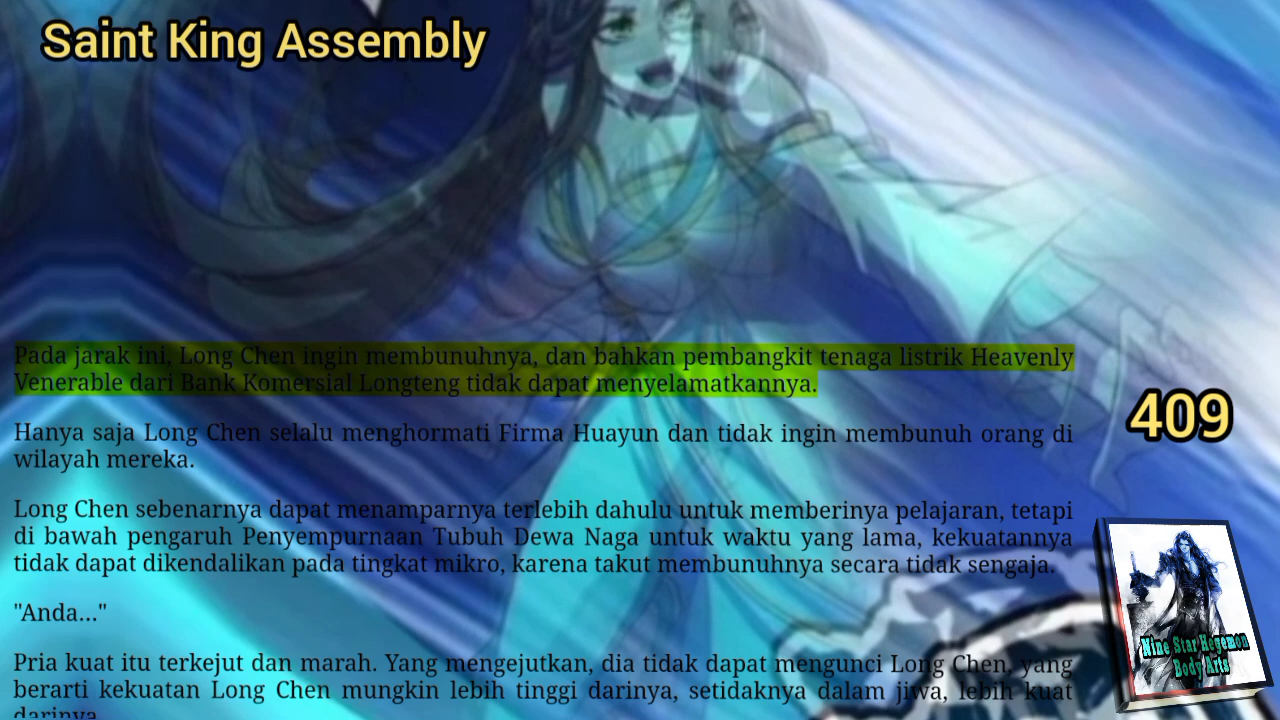 Saint King Assembly
Pada jarak ini, Long Chen ingin membunuhnya, dan bahkan pembangkit tenaga listrik Heavenly
Venerable dari Bank Komersial Longteng tidak dapat menyelamatkannya.
Hanya saja Long Chen selalu menghormati Firma Huayun dan tidak ingin membunuh orang di
wilayah mereka.
409
Long Chen sebenarnya dapat menamparnya terlebih dahulu untuk memberinya pelajaran, tetapi
di bawah pengaruh Penyempurnaan Tubuh Dewa Naga untuk waktu yang lama, kekuatannya
tidak dapat dikendalikan pada tingkat mikro, karena takut membunuhnya secara tidak sengaja.
"Anda..."
Pria kuat itu terkejut dan marah. Yang mengejutkan, dia tidak dapat mengunci Long Chen, yang
berarti kekuatan Long Chen mungkin lebih tinggi darinya, setidaknya dalam jiwa, lebih kuat
darinya.
Nine Star Hegemon
Body Arts